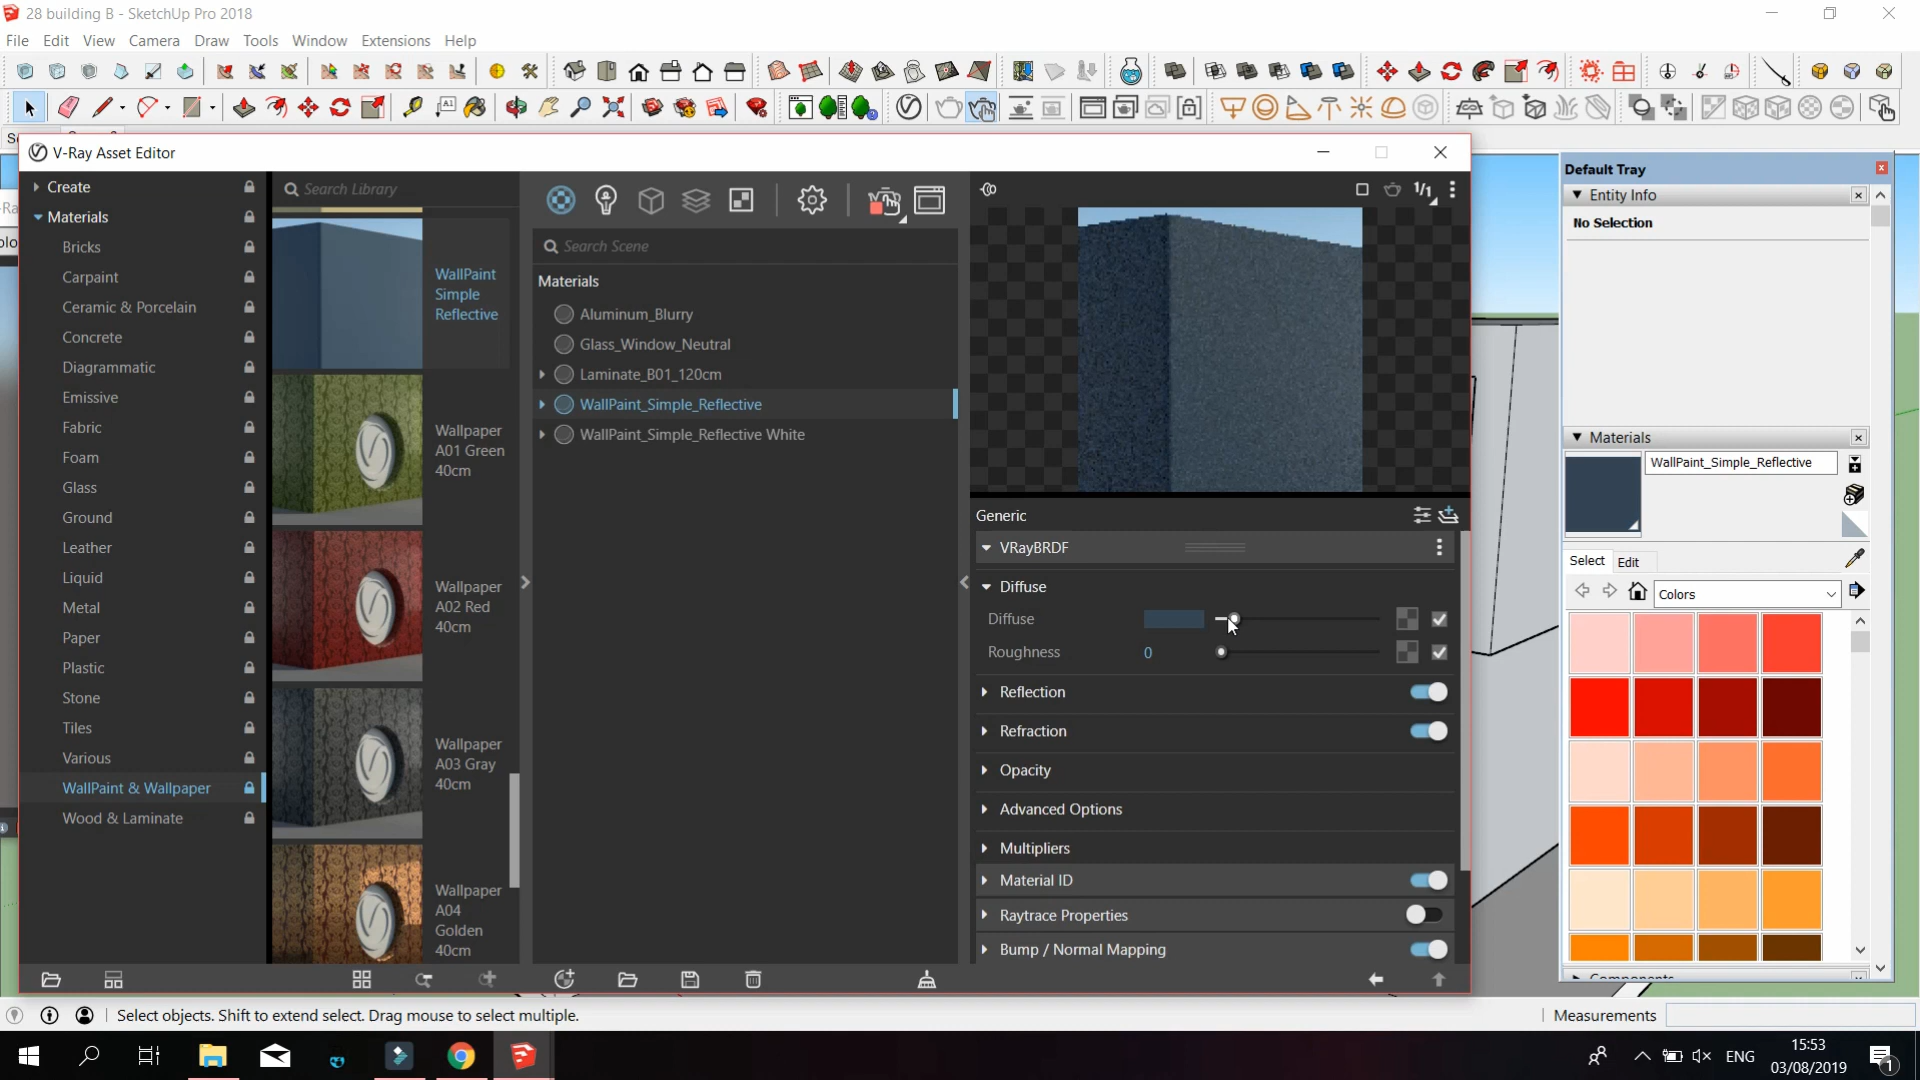 28 building B - SketchUp Pro 2018
File Edit View Camera Draw Tools Window Extensions Help
V-Ray Asset Editor
Create
Materials
Bricks
Carpaint
Ceramic & Porcelain
Concrete
Diagrammatic
Emissive
Fabric
Foam
Glass
Ground
Leather
Liquid
Metal
Paper
Plastic
Stone
Tiles
Various
WallPaint & Wallpaper
Wood & Laminate
Search Library
WallPaint
Simple
Reflective
Wallpaper
A01 Green
40cm
Wallpaper
A02 Red
40cm
Wallpaper
A03 Gray
40cm
Wallpaper
A04
Golden
40cm
Search Scene
Materials
Aluminum_Blurry
Glass_Window_Neutral
Laminate_B01_120cm
WallPaint_Simple_Reflective
WallPaint_Simple_Reflective White
1/1
Generic
VRayBRDF
Diffuse
Diffuse
Roughness 0
Reflection
Refraction
Opacity
Advanced Options
Multipliers
Material ID
Raytrace Properties
Bump / Normal Mapping
Default Tray
Entity Info
No Selection
Materials
WallPaint_Simple_Reflective
Select Edit
Colors
Components
Select objects. Shift to extend select. Drag mouse to select multiple.
Measurements
ENG
15:53
03/08/2019
1